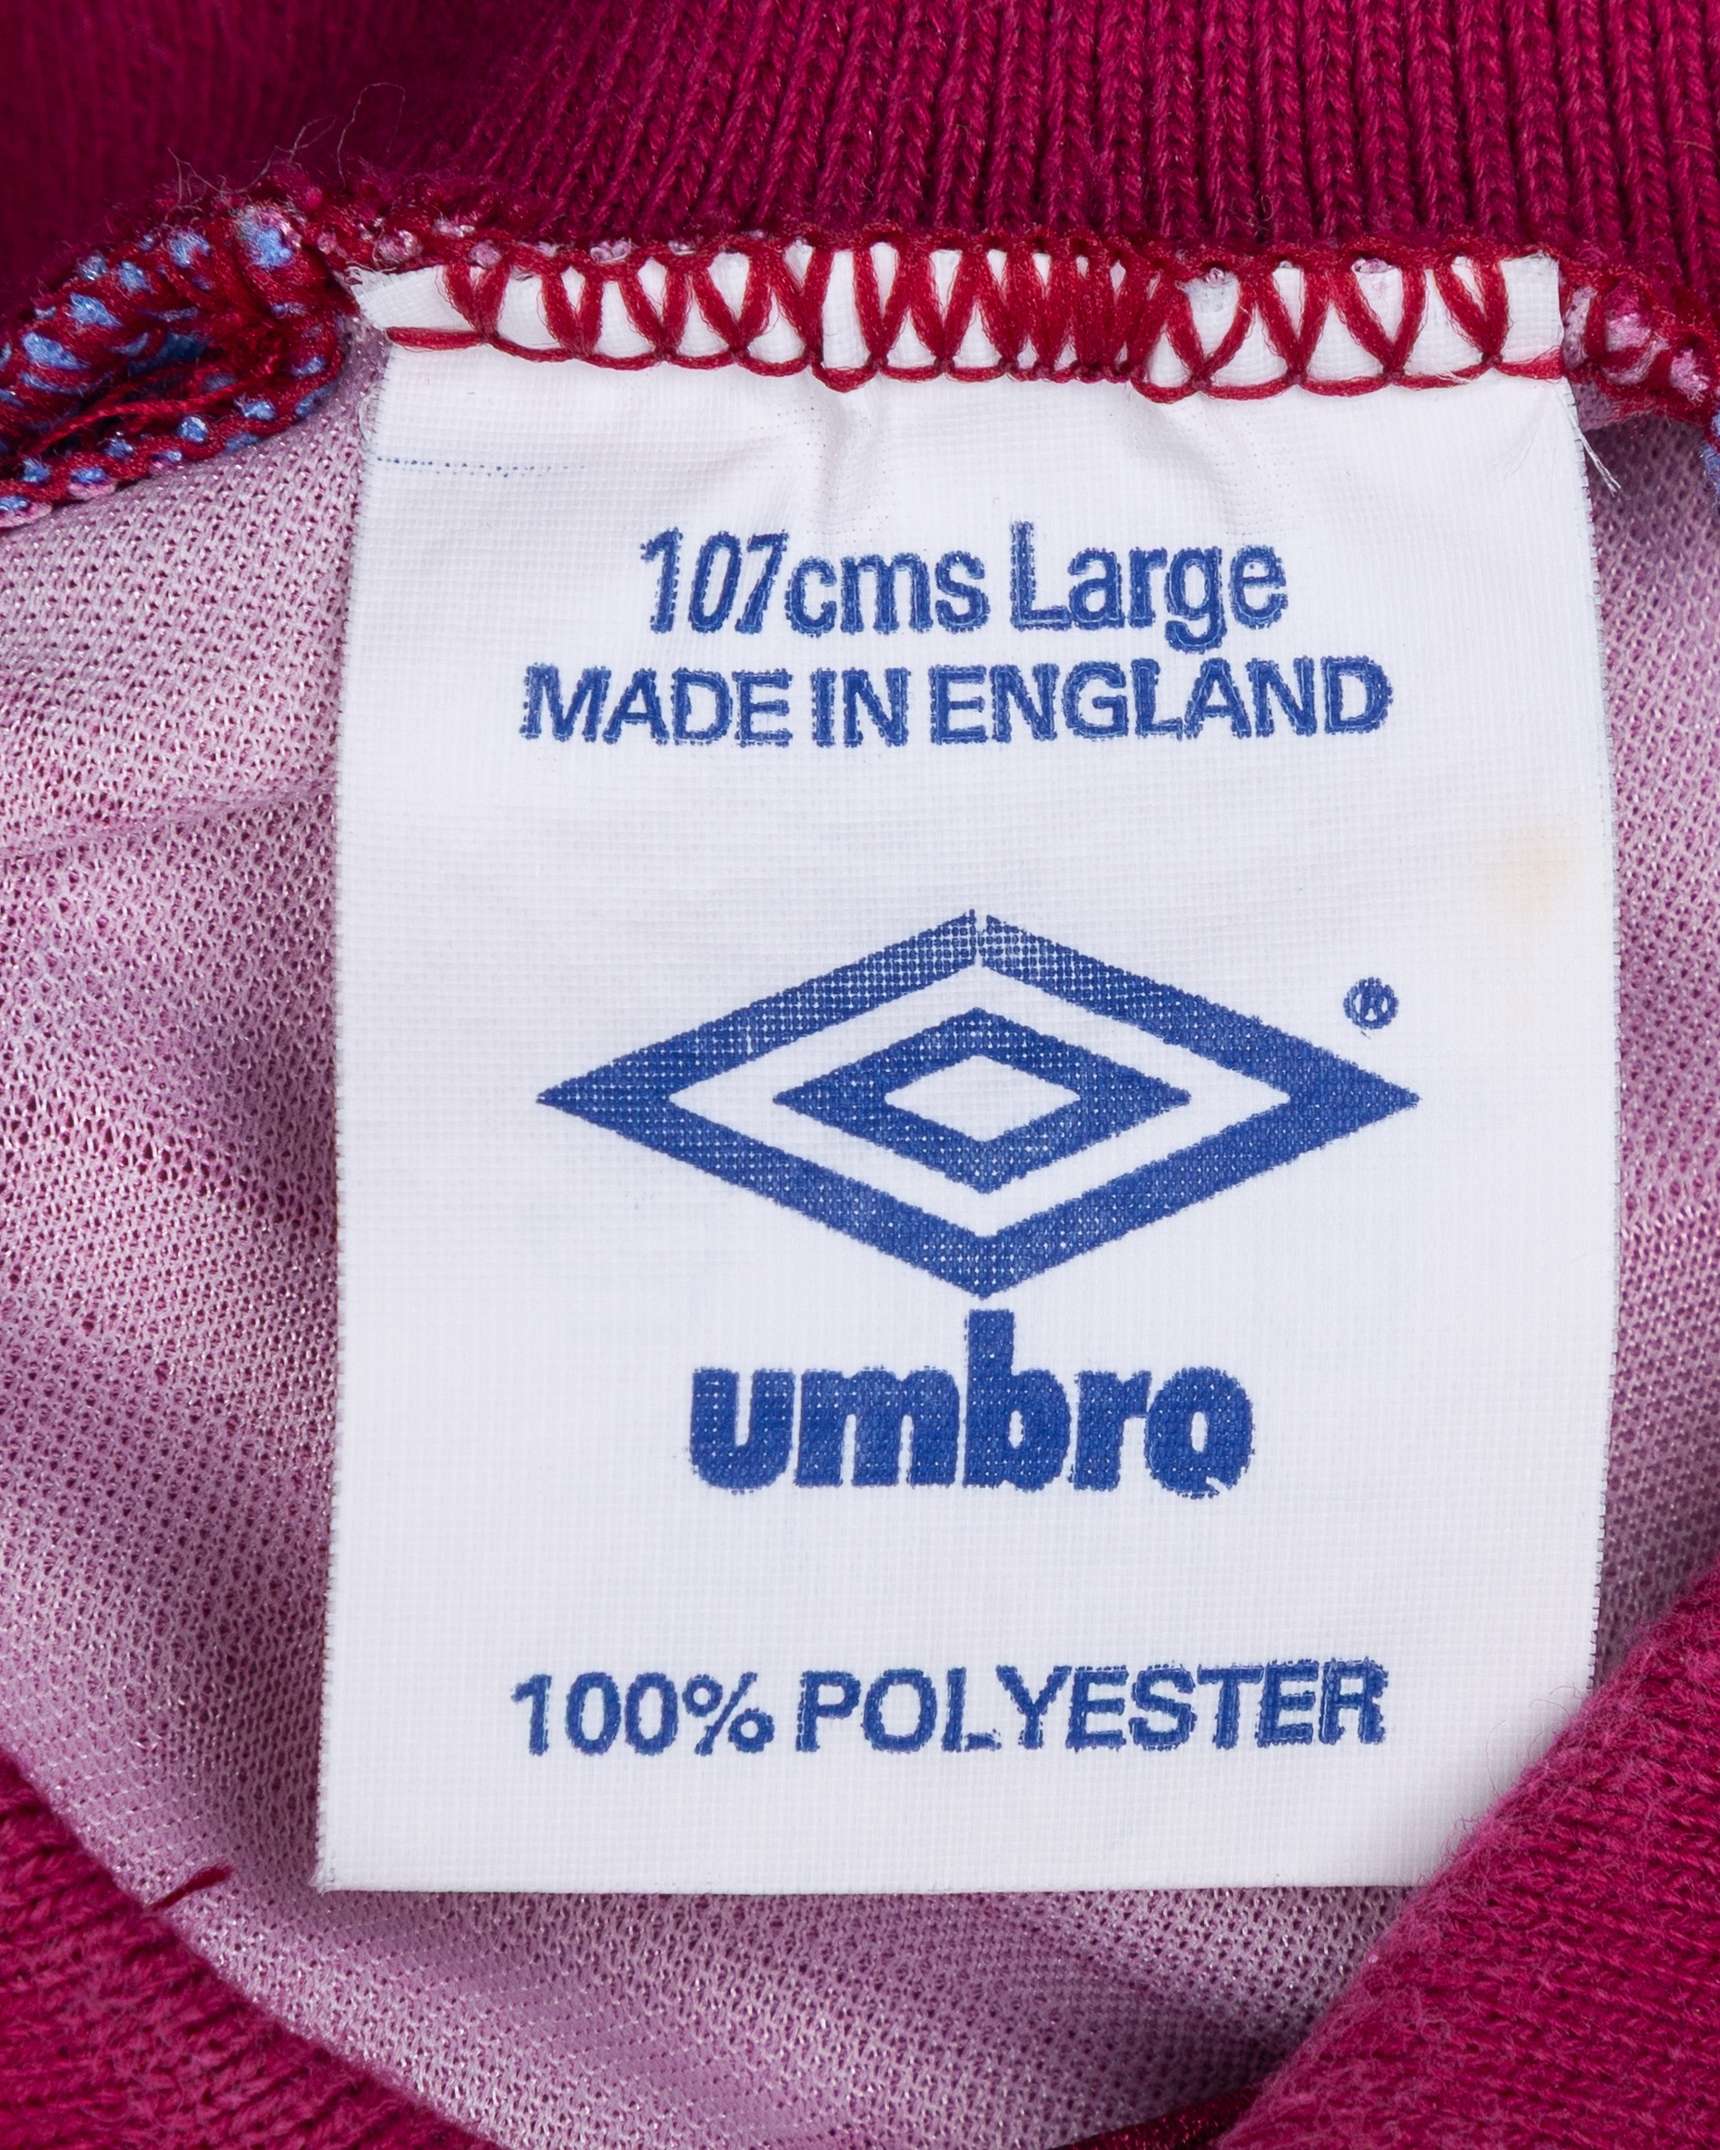 107cms Large
MADE IN ENGLAND
®
umbro
100% POLYESTER